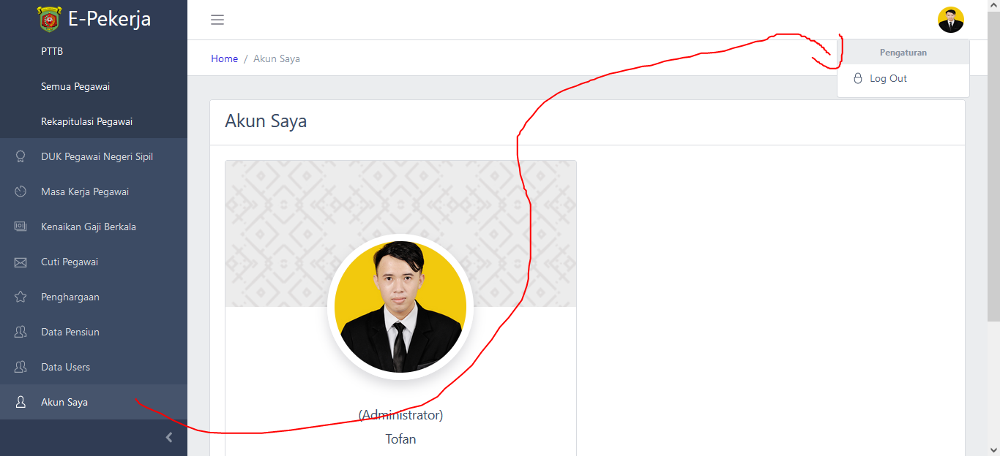 E-Pekerja
PTTB
Semua Pegawai
Rekapitulasi Pegawai
DUK Pegawai Negeri Sipil
Masa Kerja Pegawai
Kenaikan Gaji Berkala
Cuti Pegawai
Penghargaan
Data Pensiun
Data Users
Akun Saya
Home / Akun Saya
Pengaturan
Log Out
Akun Saya
(Administrator)
Tofan